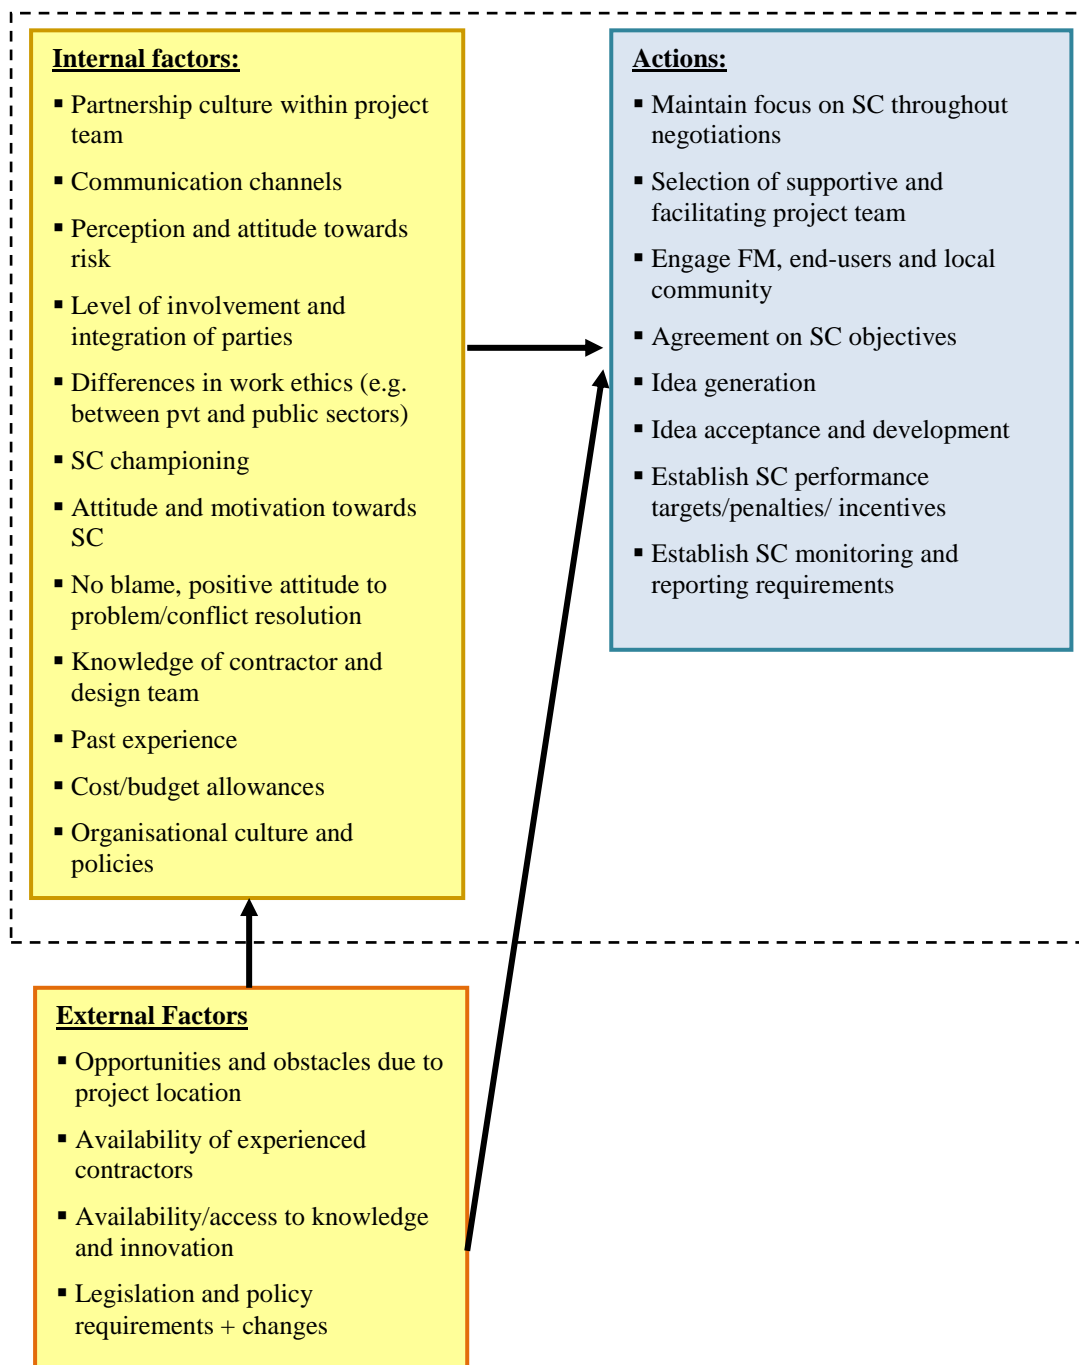 Internal factors:
▪ Partnership culture within project
team
▪ Communication channels
▪ Perception and attitude towards
risk
▪ Level of involvement and
integration of parties
▪ Differences in work ethics (e.g.
between pvt and public sectors)
▪ SC championing
▪ Attitude and motivation towards
SC
▪ No blame, positive attitude to
problem/conflict resolution
▪ Knowledge of contractor and
design team
▪ Past experience
▪ Cost/budget allowances
▪ Organisational culture and
policies
Actions:
▪ Maintain focus on SC throughout
negotiations
▪ Selection of supportive and
facilitating project team
▪ Engage FM, end-users and local
community
▪ Agreement on SC objectives
▪ Idea generation
▪ Idea acceptance and development
▪ Establish SC performance
targets/penalties/ incentives
▪ Establish SC monitoring and
reporting requirements
External Factors
▪ Opportunities and obstacles due to
project location
▪ Availability of experienced
contractors
▪ Availability/access to knowledge
and innovation
▪ Legislation and policy
requirements + changes